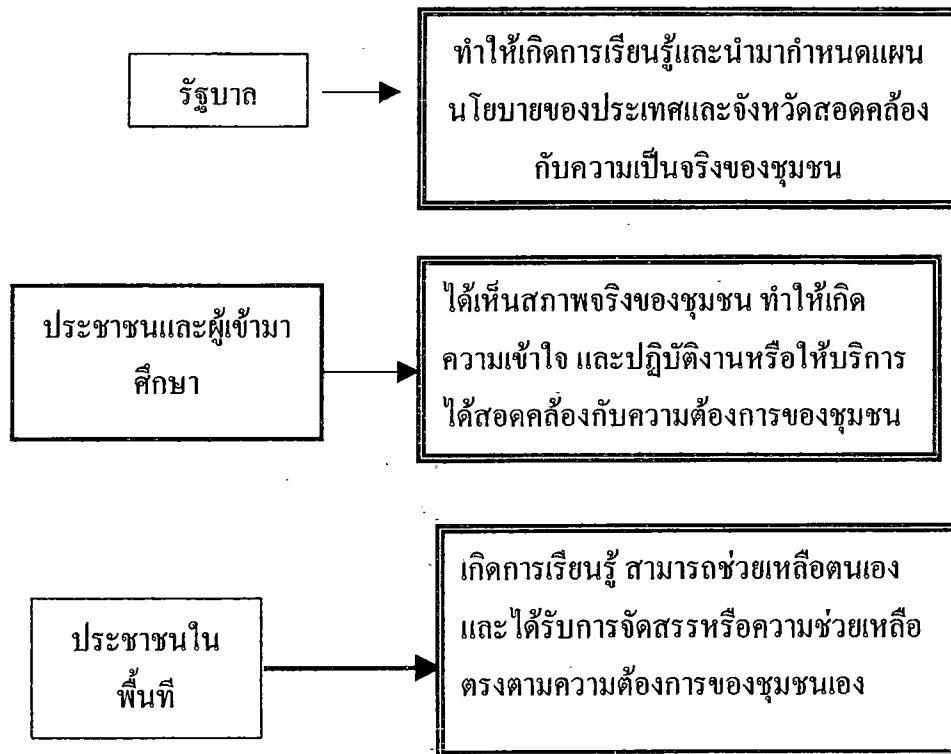 รัฐบาล
ทำให้เกิดการเรียนรู้และนำมากำหนดแผน
นโยบายของประเทศและจังหวัดสอดคล้อง
กับความเป็นจริงของชุมชน
ประชาชนและผู้เข้ามา
ศึกษา
ได้เห็นสภาพจริงของชุมชน ทำให้เกิด
ความเข้าใจ และปฏิบัติงานหรือให้บริการ
ได้สอดคล้องกับความต้องการของชุมชน
ประชาชนใน
พื้นที่
เกิดการเรียนรู้ สามารถช่วยเหลือตนเอง
และได้รับการจัดสรรหรือความช่วยเหลือ
ตรงตามความต้องการของชุมชนเอง